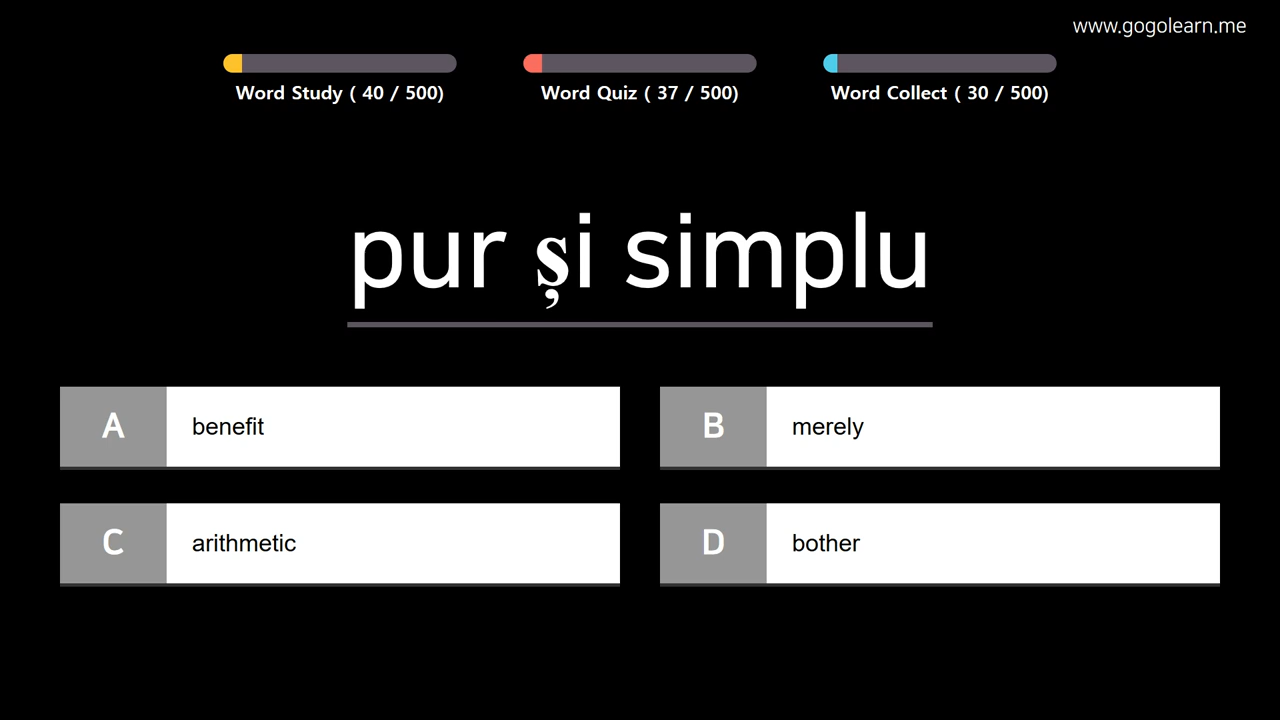 www.gogolearn.me
Word Study ( 40 / 500)
Word Quiz ( 37 / 500)
Word Collect ( 30 / 500)
pur și simplu
A benefit
B merely
C arithmetic
D bother